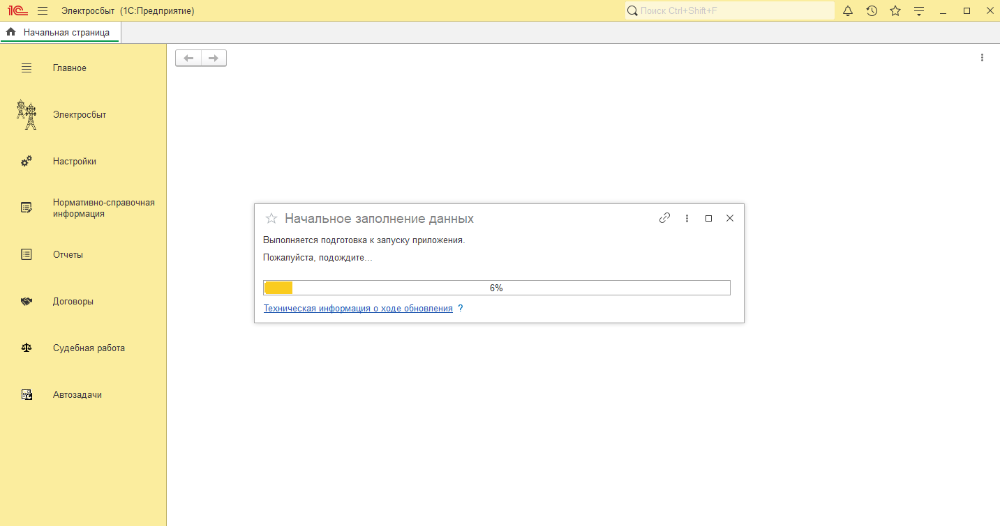 1С Электросбыт (1С:Предприятие) Поиск Ctrl+Shift+F
Начальная страница
Главное
Электросбыт
Настройки
Нормативно-справочная
информация
Отчеты
Договоры
Судебная работа
Автозадачи
Начальное заполнение данных
Выполняется подготовка к запуску приложения.
Пожалуйста, подождите...
6%
Техническая информация о ходе обновления ?